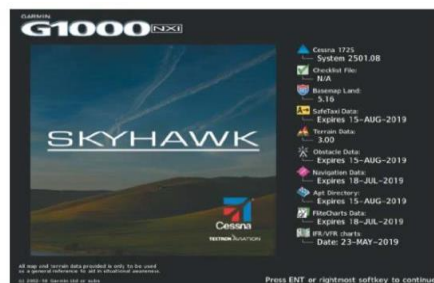 GARMIN
G1000 NXi
SKYHAWK
Cessna
TEXTRON AVIATION
Cessna 172S
System 2501.08
Checklist File:
N/A
Basemap Land:
5.16
SafeTaxi Data:
Expires 15-AUG-2019
Terrain Data:
3.00
Obstacle Data:
Expires 15-AUG-2019
Navigation Data:
Expires 18-JUL-2019
Apt Directory:
Expires 15-AUG-2019
FliteCharts Data:
Expires 18-JUL-2019
IFR/VFR charts
Date: 23-MAY-2019
All map and terrain data provided is only to be used
as a general reference to aid in situational awareness.
Garmin Ltd or subs
Press ENT or rightmost softkey to continue